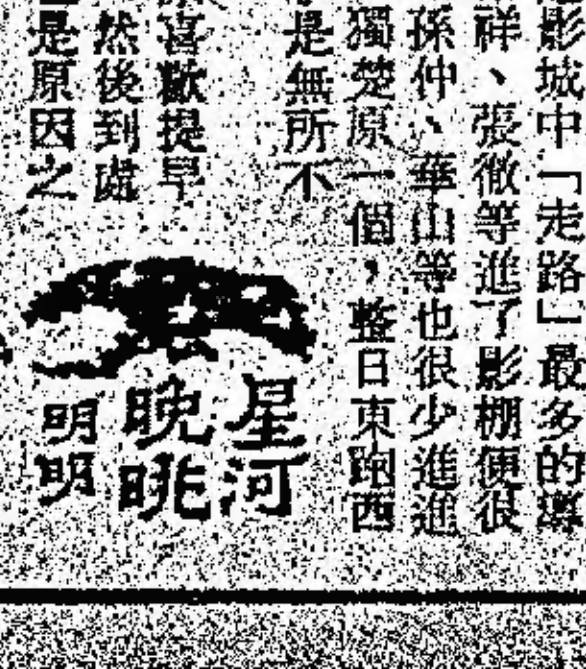 影城中「走路」最多的導
祥、張徹等進了影棚便很
孫仲、華山等也很少進進
獨楚原一個，整日東跑西
是無所不
喜歡提早
然後到處
是原因之
星河
晚眺
明明